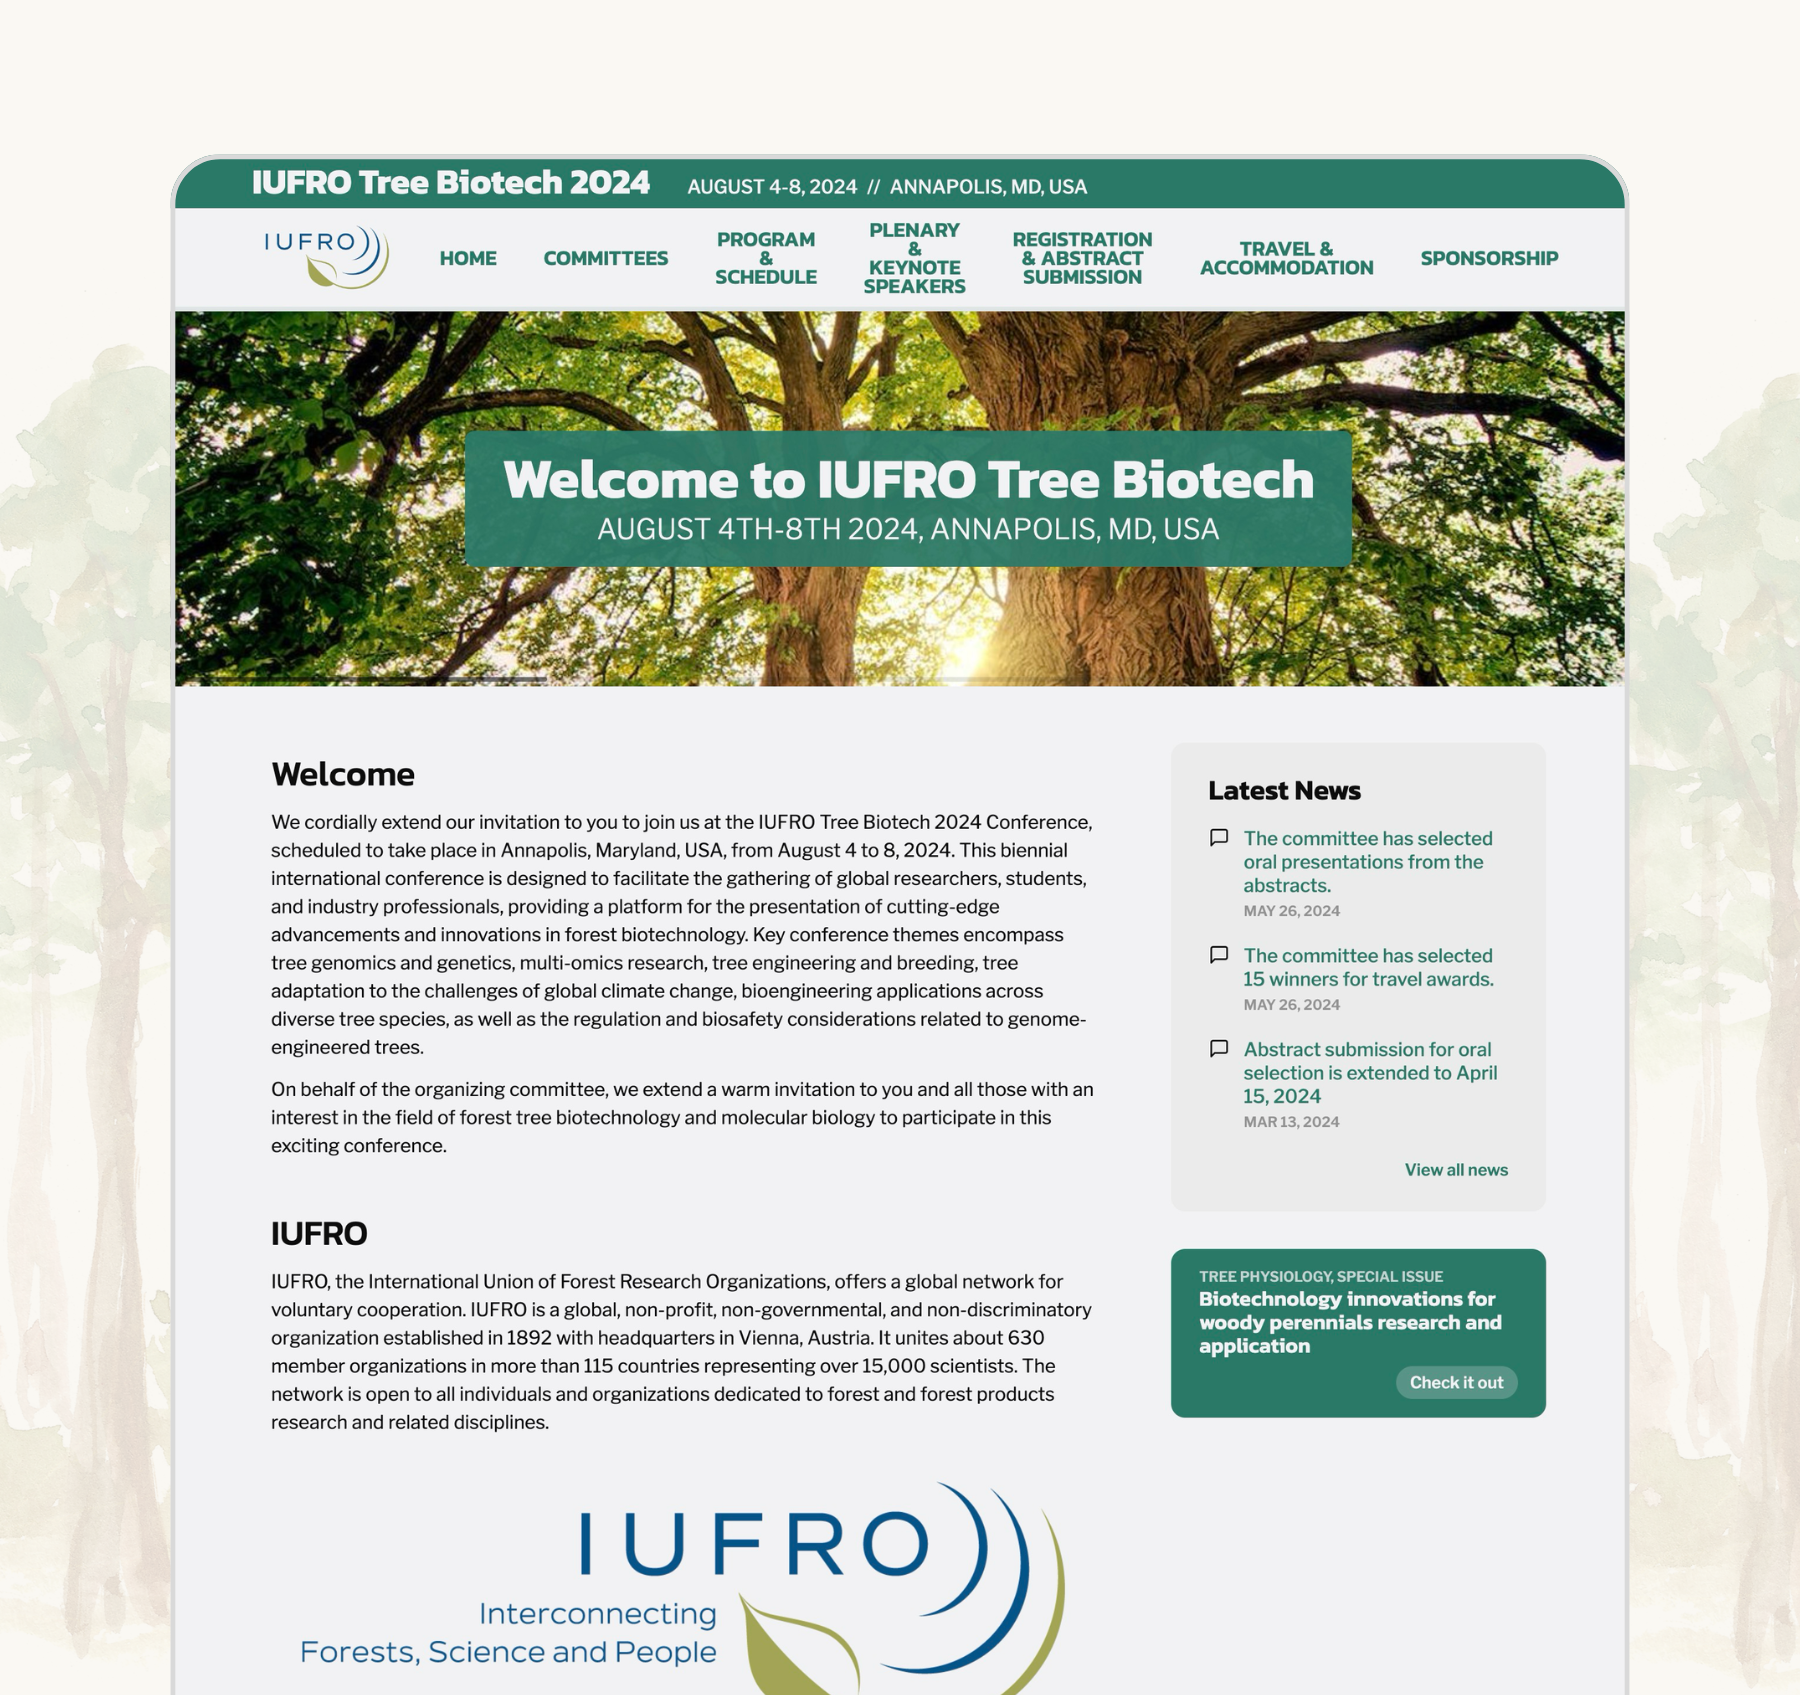 IUFRO Tree Biotech 2024 AUGUST 4-8, 2024 // ANNAPOLIS, MD, USA
IUFRO
HOME
COMMITTEES
PROGRAM
&
SCHEDULE
PLENARY
&
KEYNOTE
SPEAKERS
REGISTRATION
& ABSTRACT
SUBMISSION
TRAVEL &
ACCOMMODATION
SPONSORSHIP
Welcome to IUFRO Tree Biotech
AUGUST 4TH-8TH 2024, ANNAPOLIS, MD, USA
Welcome
We cordially extend our invitation to you to join us at the IUFRO Tree Biotech 2024 Conference,
scheduled to take place in Annapolis, Maryland, USA, from August 4 to 8, 2024. This biennial
international conference is designed to facilitate the gathering of global researchers, students,
and industry professionals, providing a platform for the presentation of cutting-edge
advancements and innovations in forest biotechnology. Key conference themes encompass
tree genomics and genetics, multi-omics research, tree engineering and breeding, tree
adaptation to the challenges of global climate change, bioengineering applications across
diverse tree species, as well as the regulation and biosafety considerations related to genome-
engineered trees.
On behalf of the organizing committee, we extend a warm invitation to you and all those with an
interest in the field of forest tree biotechnology and molecular biology to participate in this
exciting conference.
IUFRO
IUFRO, the International Union of Forest Research Organizations, offers a global network for
voluntary cooperation. IUFRO is a global, non-profit, non-governmental, and non-discriminatory
organization established in 1892 with headquarters in Vienna, Austria. It unites about 630
member organizations in more than 115 countries representing over 15,000 scientists. The
network is open to all individuals and organizations dedicated to forest and forest products
research and related disciplines.
IUFRO
Interconnecting
Forests, Science and People
Latest News
The committee has selected
oral presentations from the
abstracts.
MAY 26, 2024
The committee has selected
15 winners for travel awards.
MAY 26, 2024
Abstract submission for oral
selection is extended to April
15, 2024
MAR 13, 2024
View all news
TREE PHYSIOLOGY, SPECIAL ISSUE
Biotechnology innovations for
woody perennials research and
application
Check it out